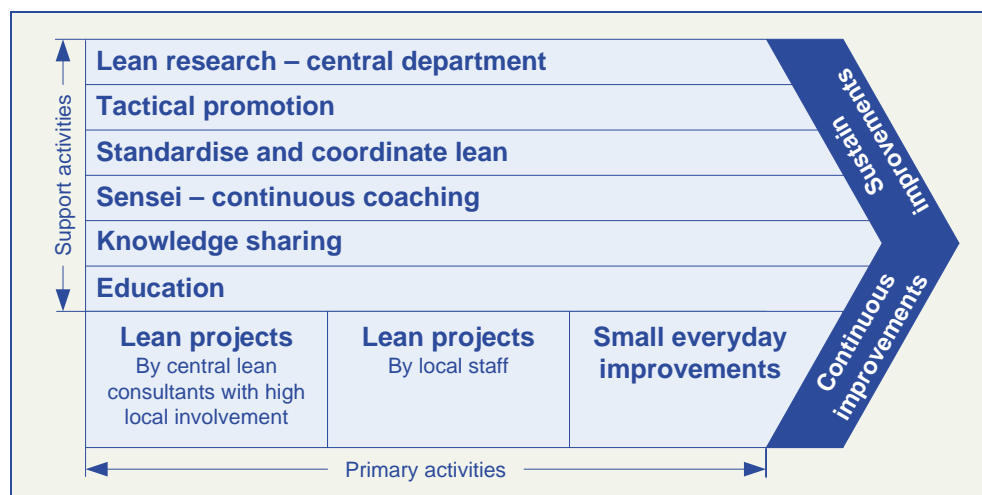 Support activities
Lean research – central department
Tactical promotion
Standardise and coordinate lean
Sensei – continuous coaching
Knowledge sharing
Education
Lean projects
By central lean
consultants with high
local involvement
Lean projects
By local staff
Small everyday
improvements
Sustain
improvements
Continuous
improvements
Primary activities